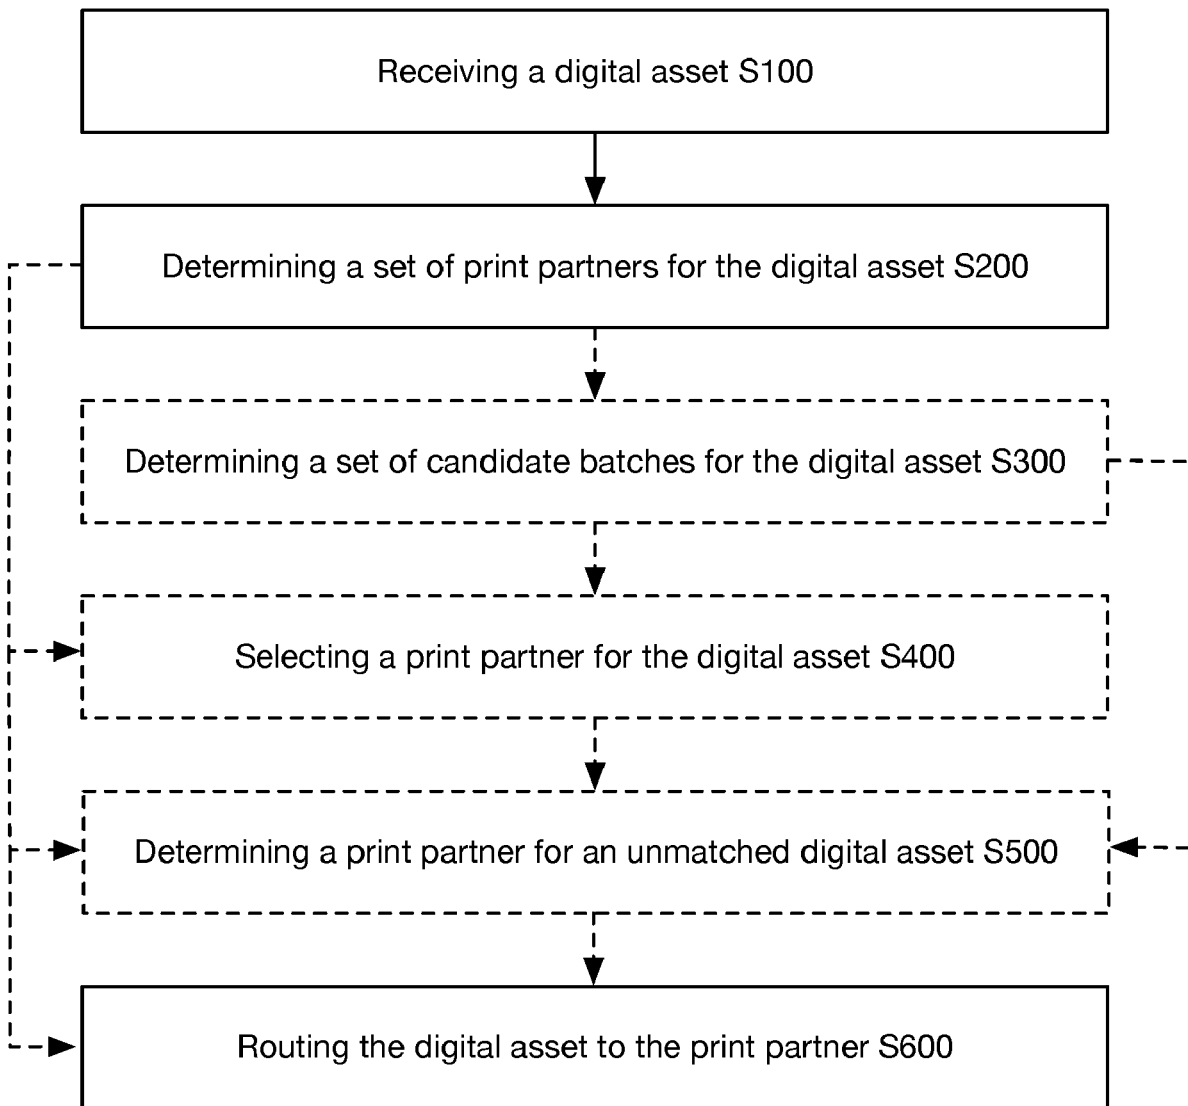 Receiving a digital asset S100
Determining a set of print partners for the digital asset S200
Determining a set of candidate batches for the digital asset S300
Selecting a print partner for the digital asset S400
Determining a print partner for an unmatched digital asset S500
Routing the digital asset to the print partner S600